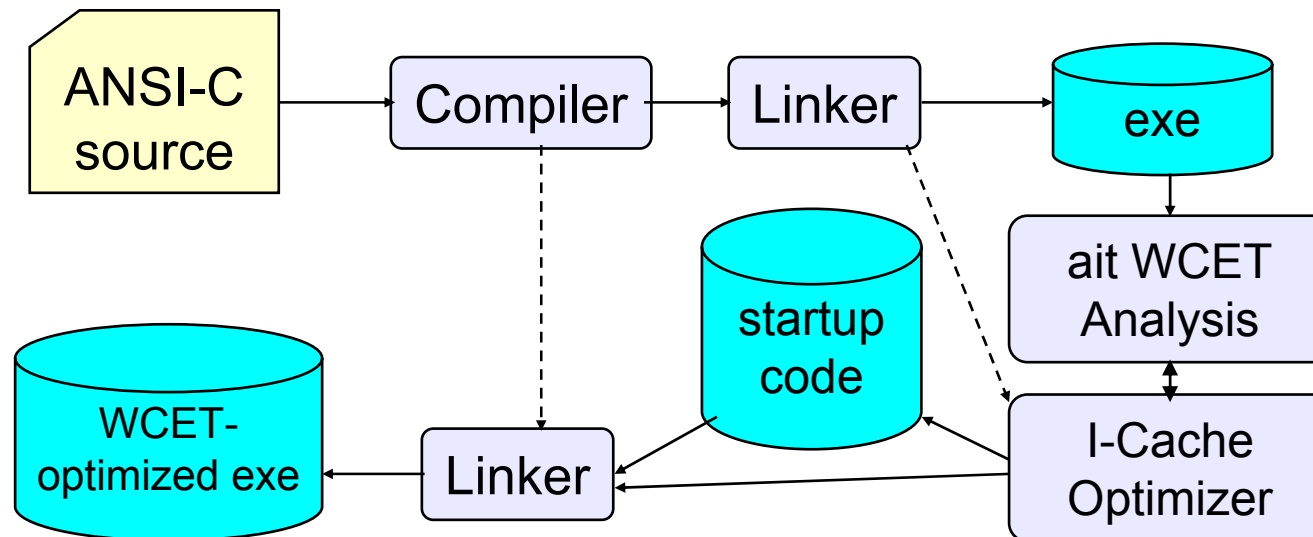 ANSI-C
source
Compiler
Linker
exe
ait WCET
Analysis
startup
code
WCET-
optimized exe
Linker
I-Cache
Optimizer